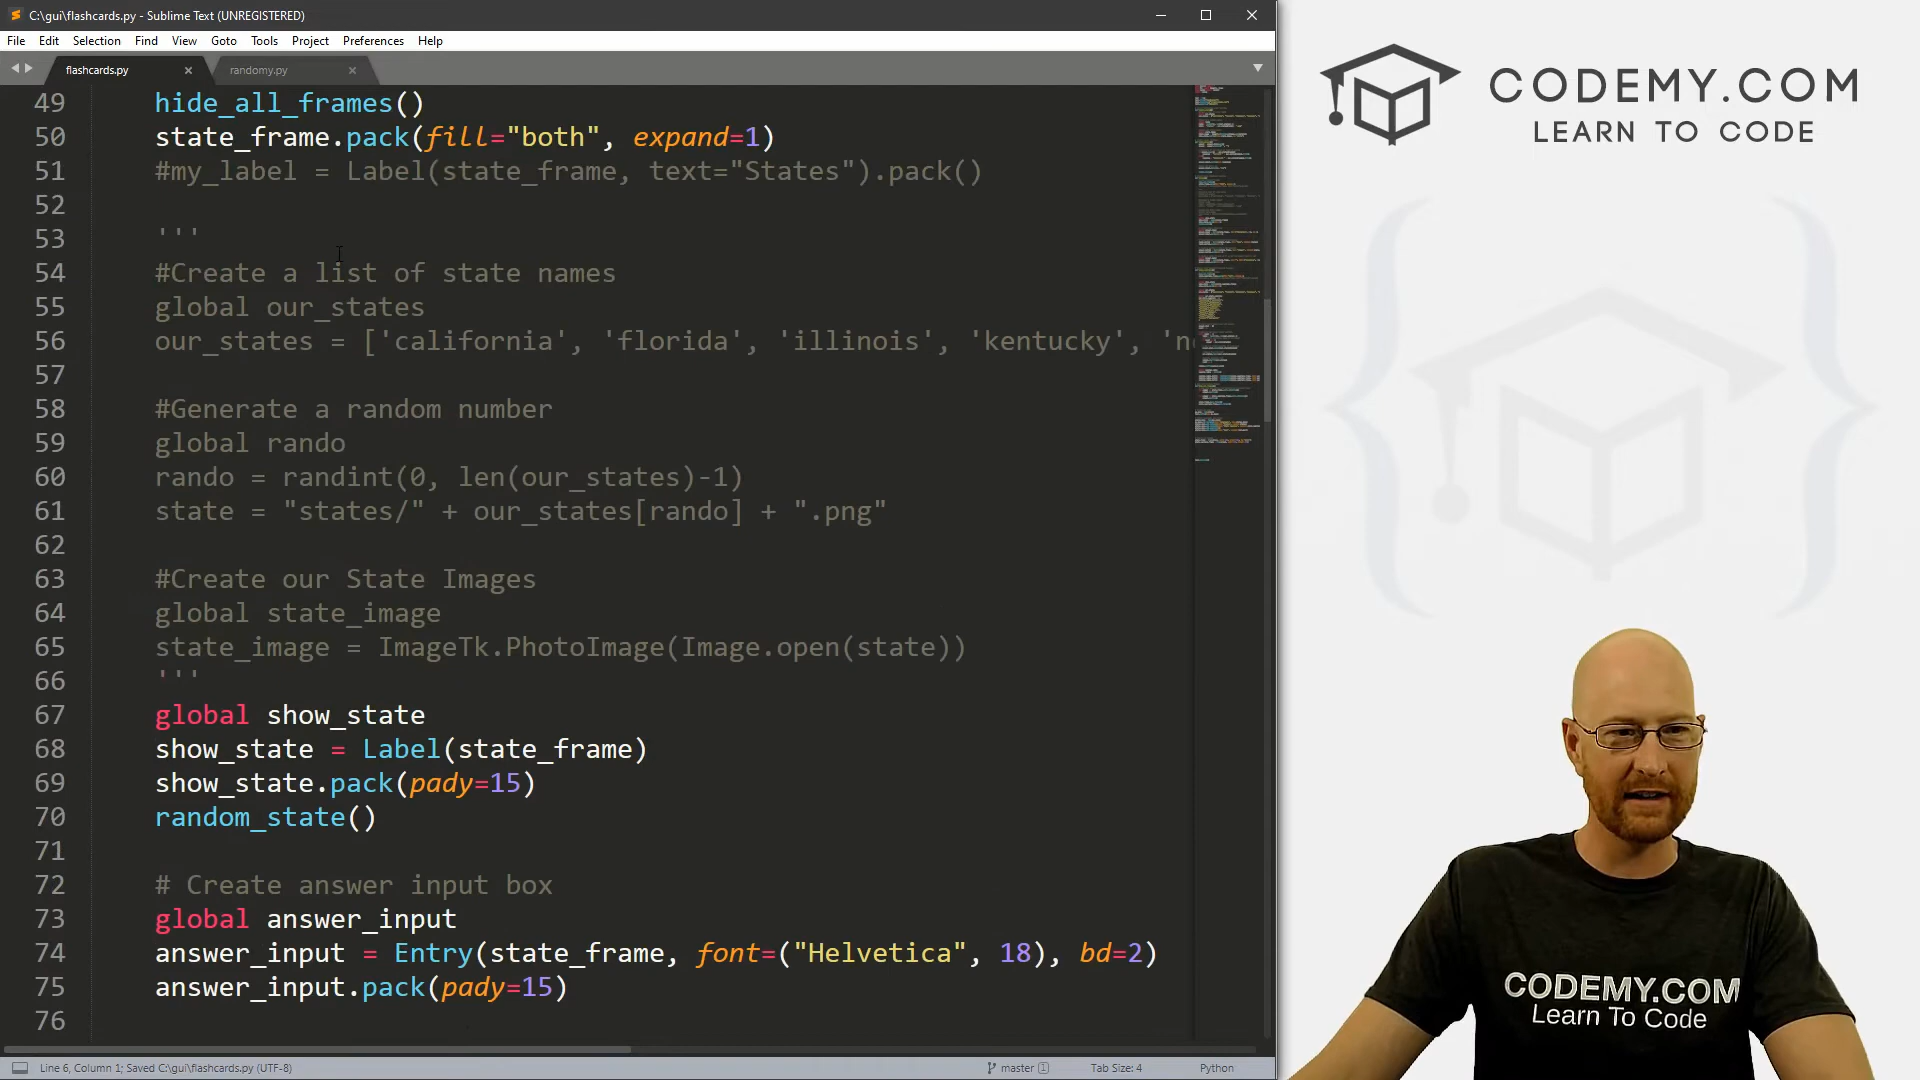 C:\gui\flashcards.py - Sublime Text (UNREGISTERED)
File Edit Selection Find View Goto Tools Project Preferences Help
flashcards.py randomy.py
49 hide_all_frames()
50 state_frame.pack(fill="both", expand=1)
51 #my_label = Label(state_frame, text="States").pack()
52
53 '''
54 #Create a list of state names
55 global our_states
56 our_states = ['california', 'florida', 'illinois', 'kentucky', 'n
57
58 #Generate a random number
59 global rando
60 rando = randint(0, len(our_states)-1)
61 state = "states/" + our_states[rando] + ".png"
62
63 #Create our State Images
64 global state_image
65 state_image = ImageTk.PhotoImage(Image.open(state))
66 '''
67 global show_state
68 show_state = Label(state_frame)
69 show_state.pack(pady=15)
70 random_state()
71
72 # Create answer input box
73 global answer_input
74 answer_input = Entry(state_frame, font=("Helvetica", 18), bd=2)
75 answer_input.pack(pady=15)
76
Line 6, Column 1; Saved C:\gui\flashcards.py (UTF-8) master 1 Tab Size: 4 Python
CODEMY.COM
LEARN TO CODE
CODEMY.COM
Learn To Code